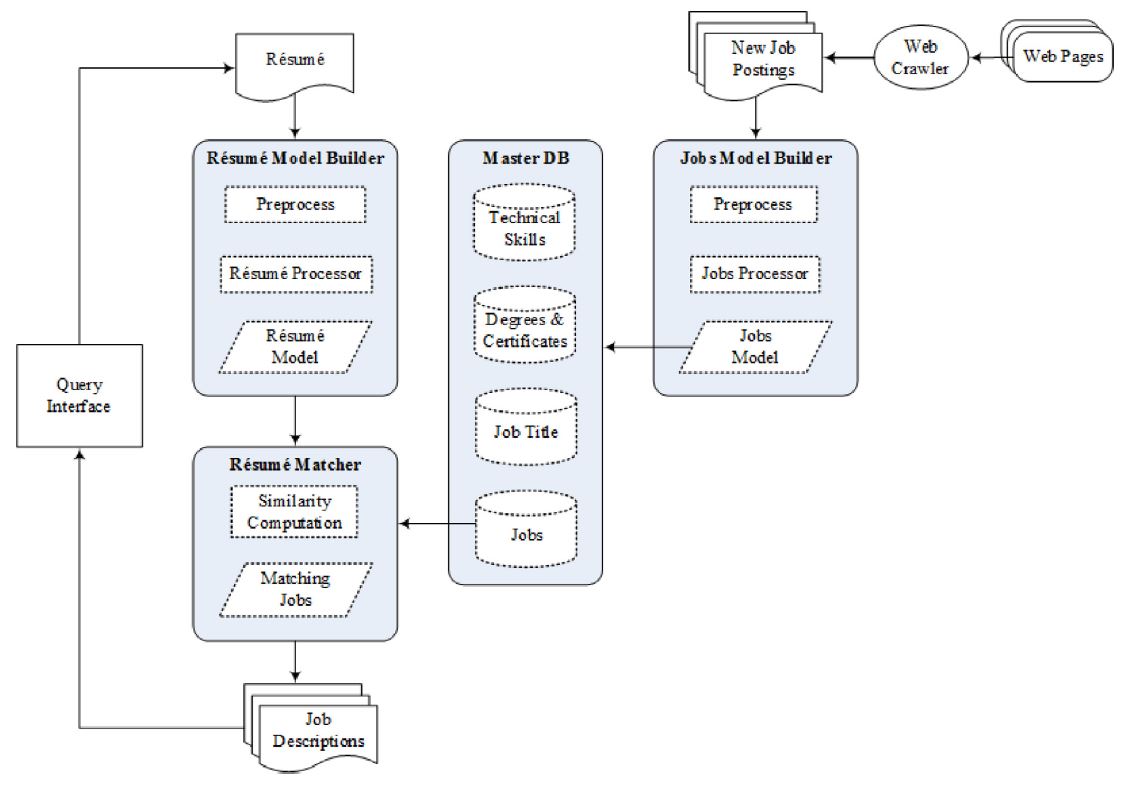 Résumé
New Job
Postings
Web
Crawler
Web Pages
Résumé Model Builder
Preprocess
Résumé Processor
Résumé
Model
Master DB
Technical
Skills
Degrees &
Certificates
Job Title
Jobs
Jobs Model Builder
Preprocess
Jobs Processor
Jobs
Model
Query
Interface
Résumé Matcher
Similarity
Computation
Matching
Jobs
Job
Descriptions